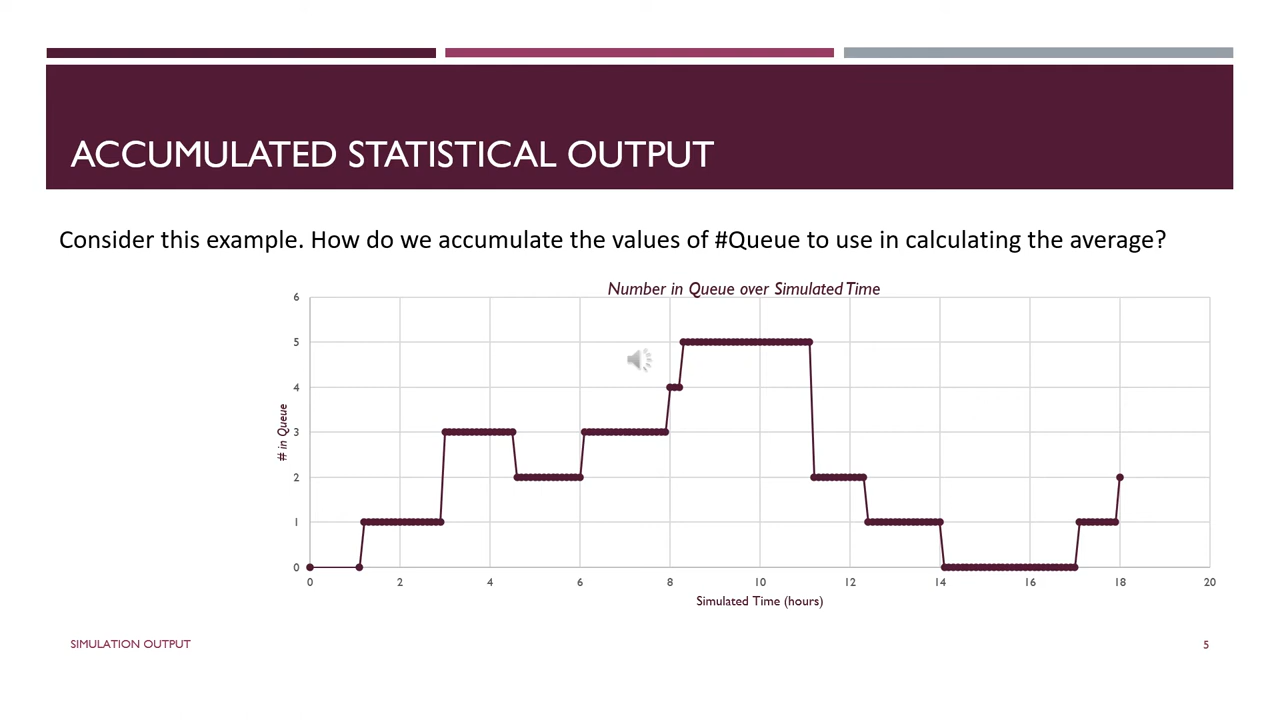 ACCUMULATED STATISTICAL OUTPUT
Consider this example. How do we accumulate the values of #Queue to use in calculating the average?
Number in Queue over Simulated Time
6
5
4
3
2
1
0
# in Queue
0 2 4 6 8 10 12 14 16 18 20
Simulated Time (hours)
SIMULATION OUTPUT 5